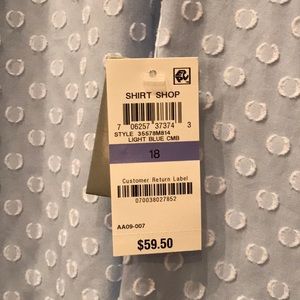 SHIRT SHOP
7 06257 37374 3
STYLE 35578M814
LIGHT BLUE CMB
18
Customer Return Label
070038027852
AA09-007
$59.50